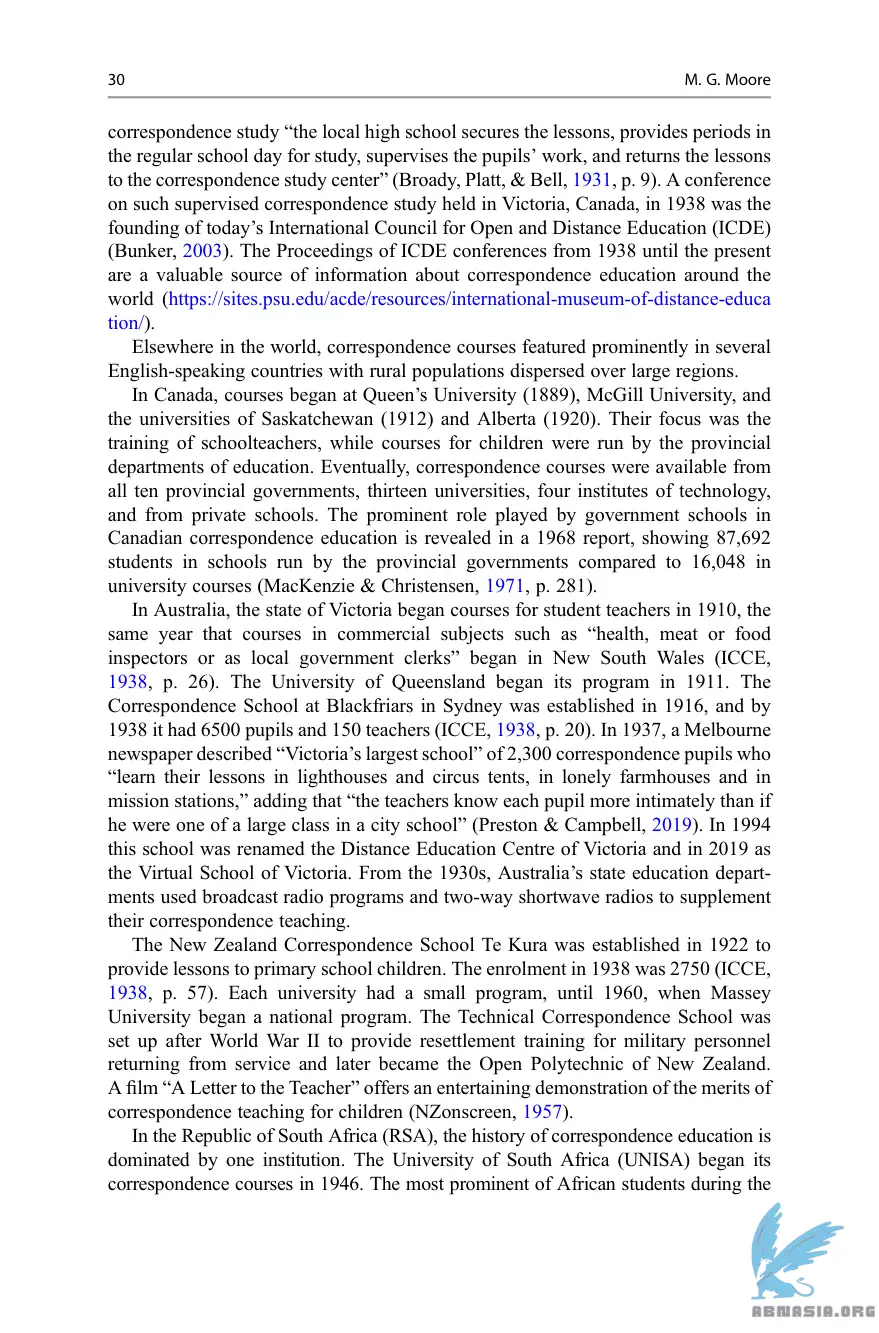 30
M. G. Moore
correspondence study “the local high school secures the lessons, provides periods in
the regular school day for study, supervises the pupils’ work, and returns the lessons
to the correspondence study center” (Broady, Platt, & Bell, 1931, p. 9). A conference
on such supervised correspondence study held in Victoria, Canada, in 1938 was the
founding of today’s International Council for Open and Distance Education (ICDE)
(Bunker, 2003). The Proceedings of ICDE conferences from 1938 until the present
are a valuable source of information about correspondence education around the
world (https://sites.psu.edu/acde/resources/international-museum-of-distance-educa
tion/).
Elsewhere in the world, correspondence courses featured prominently in several
English-speaking countries with rural populations dispersed over large regions.
In Canada, courses began at Queen’s University (1889), McGill University, and
the universities of Saskatchewan (1912) and Alberta (1920). Their focus was the
training of schoolteachers, while courses for children were run by the provincial
departments of education. Eventually, correspondence courses were available from
all ten provincial governments, thirteen universities, four institutes of technology,
and from private schools. The prominent role played by government schools in
Canadian correspondence education is revealed in a 1968 report, showing 87,692
students in schools run by the provincial governments compared to 16,048 in
university courses (MacKenzie & Christensen, 1971, p. 281).
In Australia, the state of Victoria began courses for student teachers in 1910, the
same year that courses in commercial subjects such as “health, meat or food
inspectors or as local government clerks” began in New South Wales (ICCE,
1938, p. 26). The University of Queensland began its program in 1911. The
Correspondence School at Blackfriars in Sydney was established in 1916, and by
1938 it had 6500 pupils and 150 teachers (ICCE, 1938, p. 20). In 1937, a Melbourne
newspaper described “Victoria’s largest school” of 2,300 correspondence pupils who
“learn their lessons in lighthouses and circus tents, in lonely farmhouses and in
mission stations,” adding that “the teachers know each pupil more intimately than if
he were one of a large class in a city school” (Preston & Campbell, 2019). In 1994
this school was renamed the Distance Education Centre of Victoria and in 2019 as
the Virtual School of Victoria. From the 1930s, Australia’s state education depart-
ments used broadcast radio programs and two-way shortwave radios to supplement
their correspondence teaching.
The New Zealand Correspondence School Te Kura was established in 1922 to
provide lessons to primary school children. The enrolment in 1938 was 2750 (ICCE,
1938, p. 57). Each university had a small program, until 1960, when Massey
University began a national program. The Technical Correspondence School was
set up after World War II to provide resettlement training for military personnel
returning from service and later became the Open Polytechnic of New Zealand.
A film “A Letter to the Teacher” offers an entertaining demonstration of the merits of
correspondence teaching for children (NZonscreen, 1957).
In the Republic of South Africa (RSA), the history of correspondence education is
dominated by one institution. The University of South Africa (UNISA) began its
correspondence courses in 1946. The most prominent of African students during the
ABNASIA.ORG